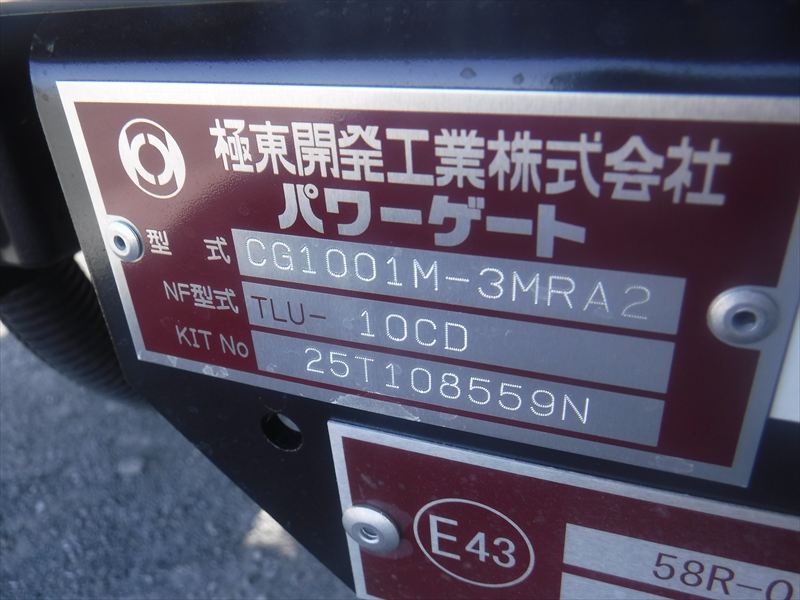 極東開発工業株式会社
パワーゲート
型式 CG1001M-3MRA2
NF型式 TLU- 10CD
KIT No 25T108559N
E43 58R-0